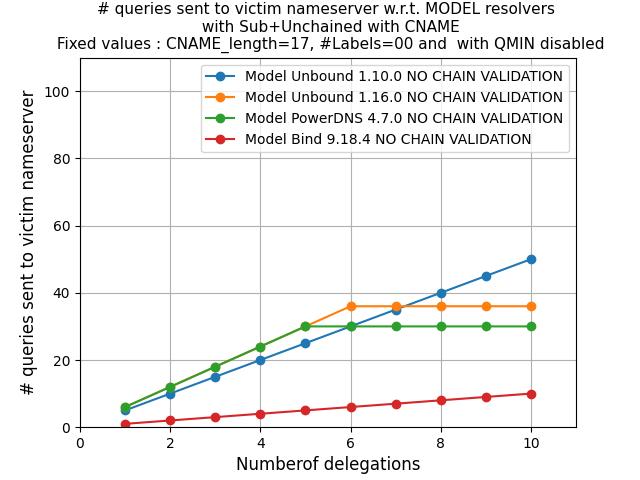 # queries sent to victim nameserver w.r.t. MODEL resolvers
with Sub+Unchained with CNAME
Fixed values : CNAME_length=17, #Labels=00 and  with QMIN disabled
Model Unbound 1.10.0 NO CHAIN VALIDATION
Model Unbound 1.16.0 NO CHAIN VALIDATION
Model PowerDNS 4.7.0 NO CHAIN VALIDATION
Model Bind 9.18.4 NO CHAIN VALIDATION
# queries sent to victim nameserver
100
80
60
40
20
0
0 2 4 6 8 10
Numberof delegations